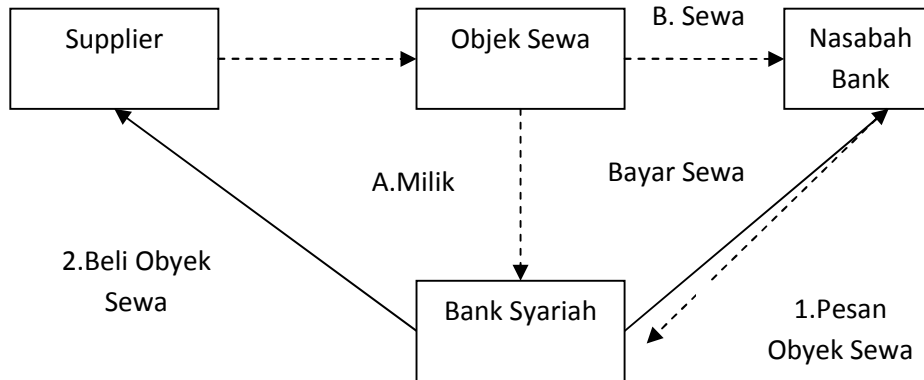 B. Sewa
Supplier
Objek Sewa
Nasabah
Bank
A.Milik
Bayar Sewa
2.Beli Obyek
Sewa
Bank Syariah
1.Pesan
Obyek Sewa